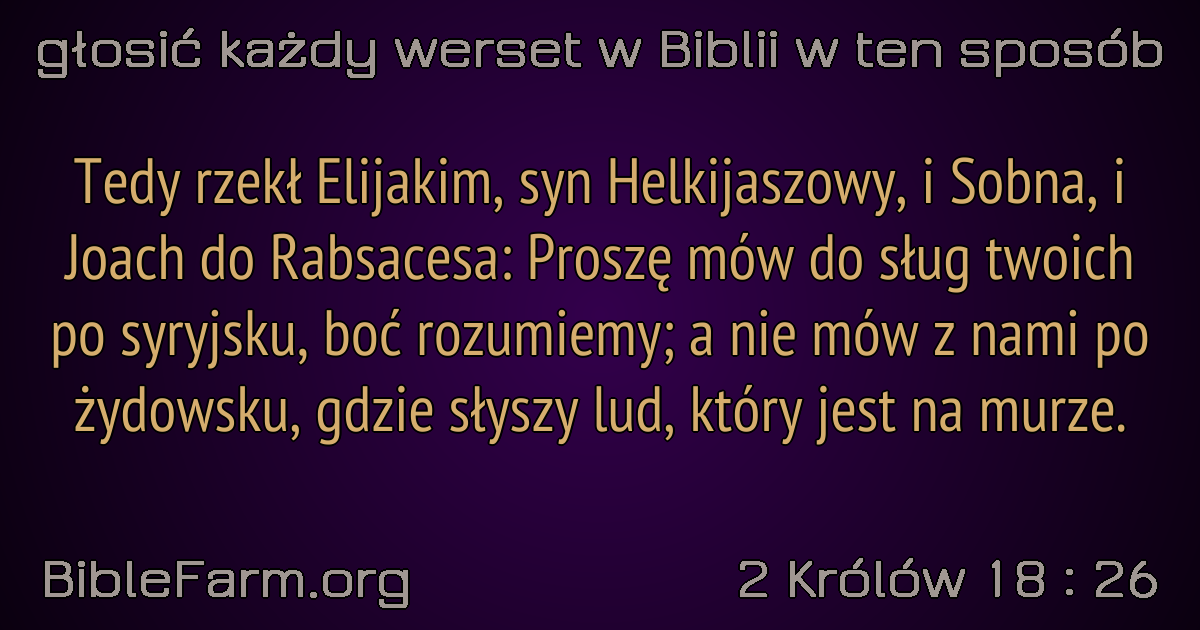 głosić każdy werset w Biblii w ten sposób
Tedy rzekł Elijakim, syn Helkijaszowy, i Sobna, i
Joach do Rabsacesa: Proszę mów do sług twoich
po syryjsku, boć rozumiemy; a nie mów z nami po
żydowsku, gdzie słyszy lud, który jest na murze.
BibleFarm.org
2 Królów 18 : 26